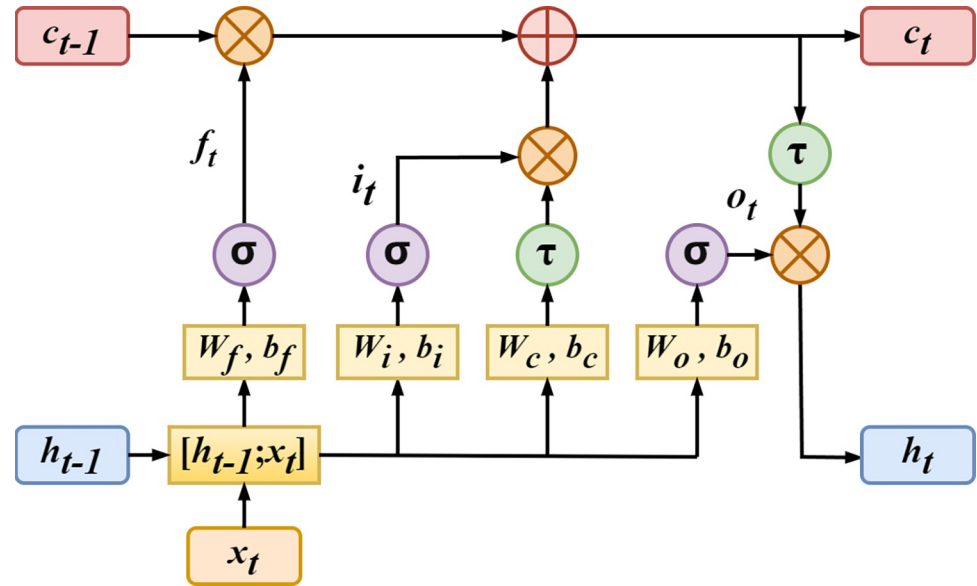 c_{t-1} c_t
τ
f_t i_t o_t
σ σ τ σ
W_f, b_f W_i, b_i W_c, b_c W_o, b_o
h_{t-1} [h_{t-1};x_t] h_t
x_t